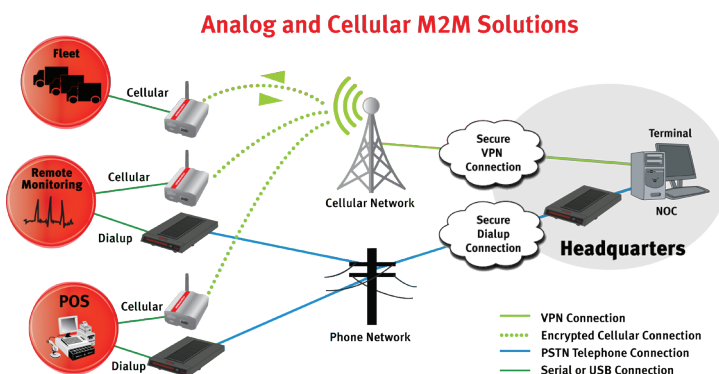 Analog and Cellular M2M Solutions
Fleet
Cellular
Remote
Monitoring
Cellular
Dialup
POS
Cellular
Dialup
Cellular Network
Phone Network
Secure
VPN
Connection
Secure
Dialup
Connection
Terminal
NOC
Headquarters
VPN Connection
Encrypted Cellular Connection
PSTN Telephone Connection
Serial or USB Connection